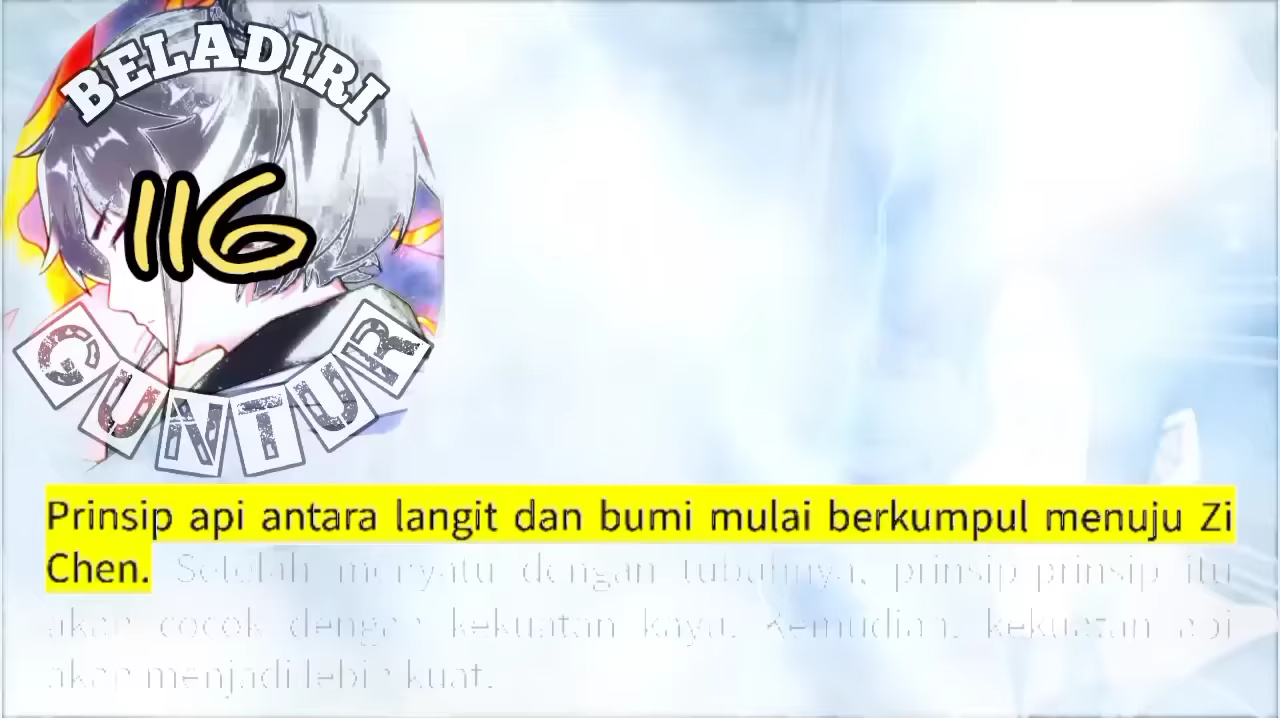 BELADIRI
116
GUNTUR
Prinsip api antara langit dan bumi mulai berkumpul menuju Zi
Chen. Setelah menyatu dengan tubuhnya, prinsip-prinsip itu
akan cocok dengan kekuatan kayu. Kemudian, kekuatan api
akan menjadi lebih kuat.